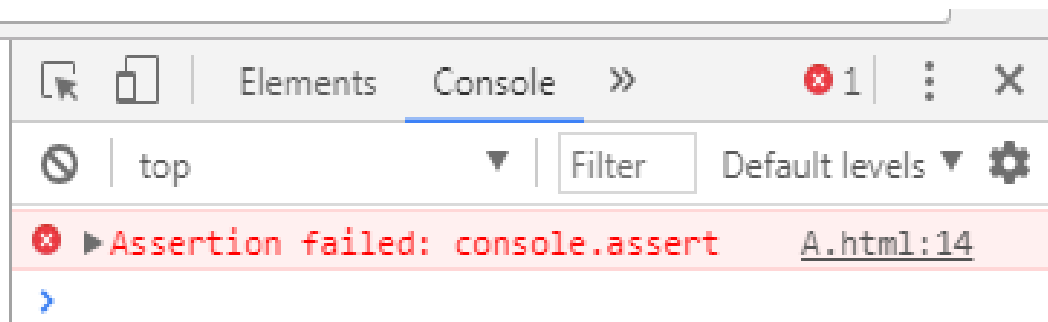 Elements Console » 1
top Filter Default levels
Assertion failed: console.assert A.html:14